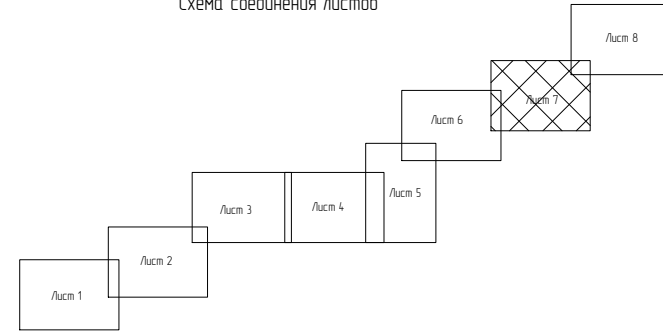 Схема соединения листов
Лист 8
Лист 7
Лист 6
Лист 5
Лист 3
Лист 4
Лист 2
Лист 1